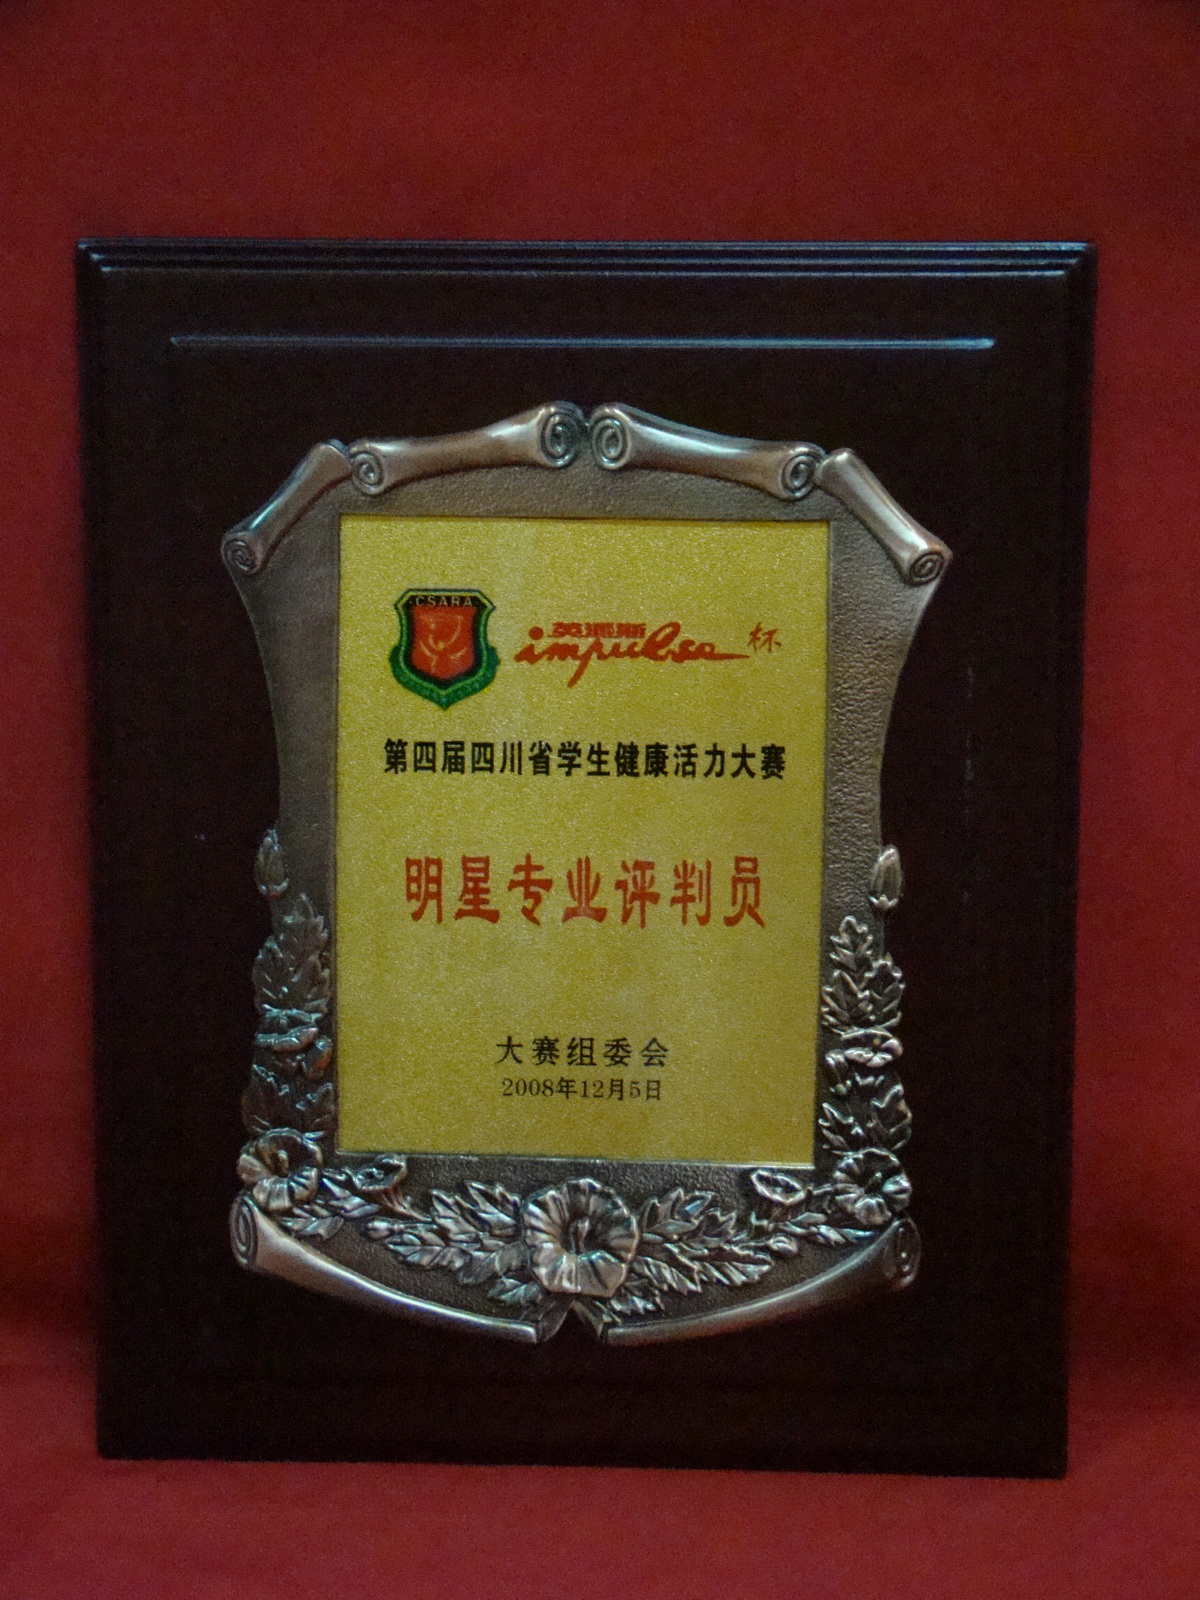 CSARA
英派斯
impulse 杯
第四届四川省学生健康活力大赛
明星专业评判员
大赛组委会
2008年12月5日